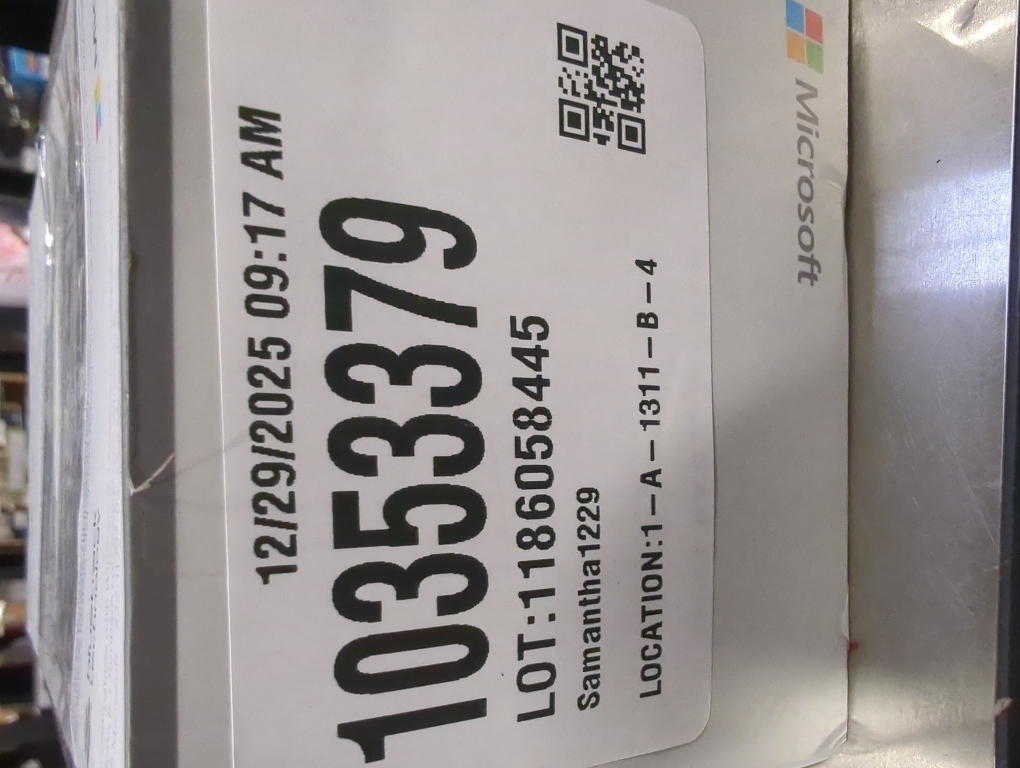 12/29/2025 09:17 AM
10353379
LOT:1186058445
Samantha1229
LOCATION:1-A-1311-B-4
Microsoft